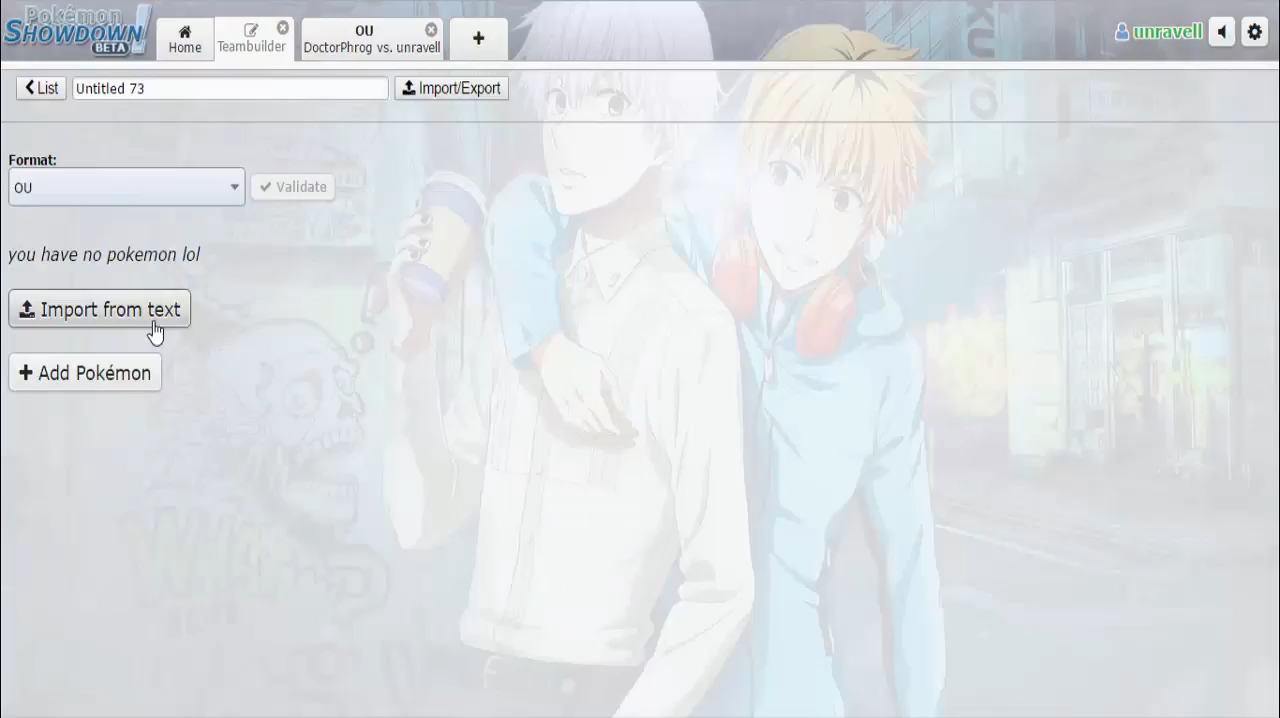 Pokémon
SHOWDOWN!
BETA
Home
Teambuilder
OU
DoctorPhrog vs. unravell
+
unravell
List
Untitled 73
Import/Export
Format:
OU
Validate
you have no pokemon lol
Import from text
Add Pokémon